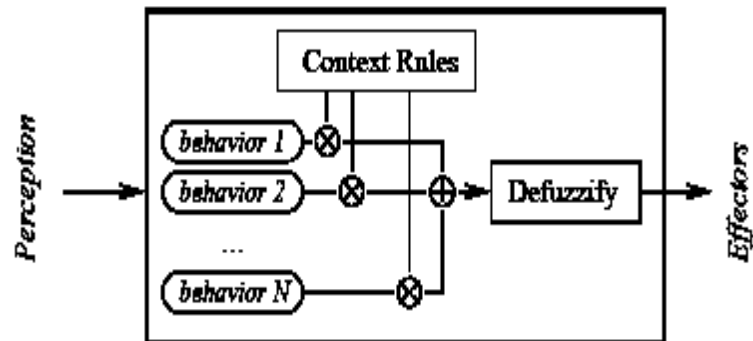 Context Rules
Perception
behavior 1
behavior 2
...
behavior N
Defuzzify
Effectors